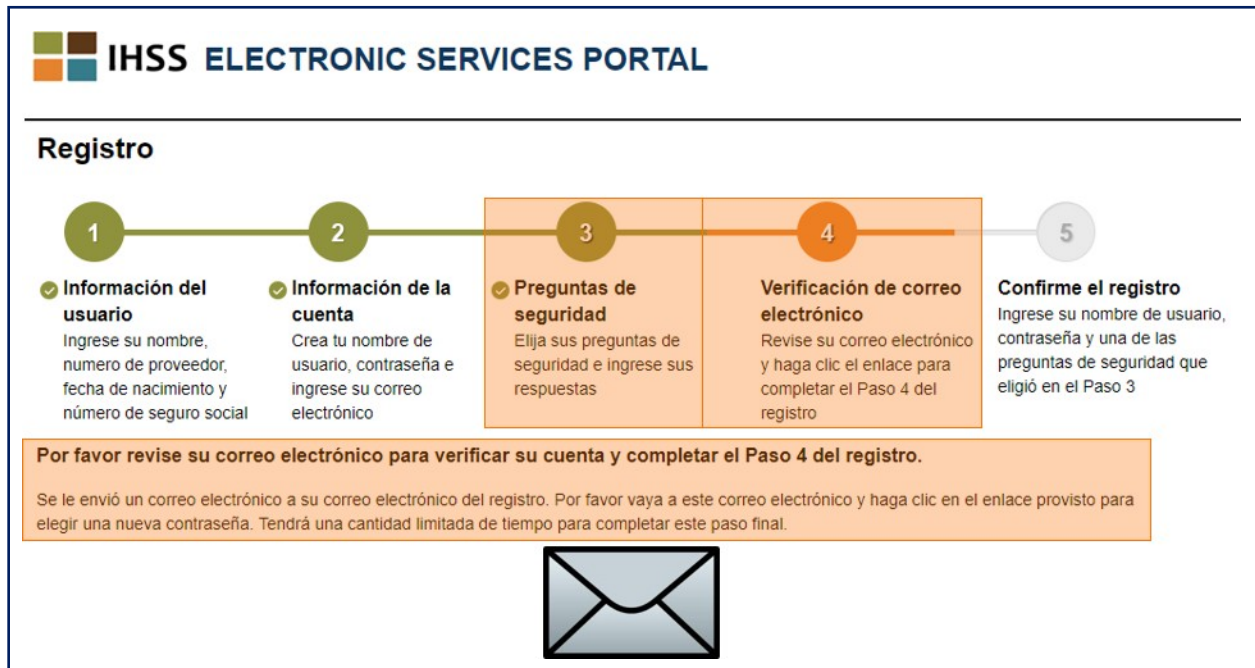 IHSS ELECTRONIC SERVICES PORTAL
Registro
1
2
3
4
5
Información del
usuario
Ingrese su nombre,
numero de proveedor,
fecha de nacimiento y
número de seguro social
Información de la
cuenta
Crea tu nombre de
usuario, contraseña e
ingrese su correo
electrónico
Preguntas de
seguridad
Elija sus preguntas de
seguridad e ingrese sus
respuestas
Verificación de correo
electrónico
Revise su correo electrónico
y haga clic el enlace para
completar el Paso 4 del
registro
Confirme el registro
Ingrese su nombre de usuario,
contraseña y una de las
preguntas de seguridad que
eligió en el Paso 3
Por favor revise su correo electrónico para verificar su cuenta y completar el Paso 4 del registro.
Se le envió un correo electrónico a su correo electrónico del registro. Por favor vaya a este correo electrónico y haga clic en el enlace provisto para
elegir una nueva contraseña. Tendrá una cantidad limitada de tiempo para completar este paso final.